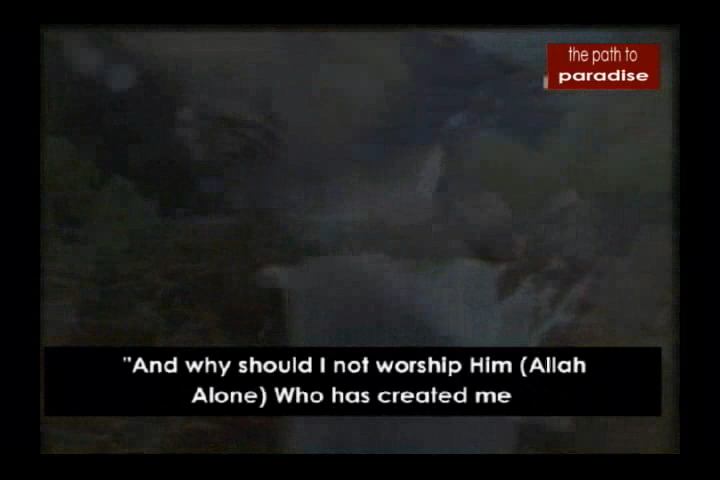 the path to
paradise
"And why should I not worship Him (Allah
Alone) Who has created me